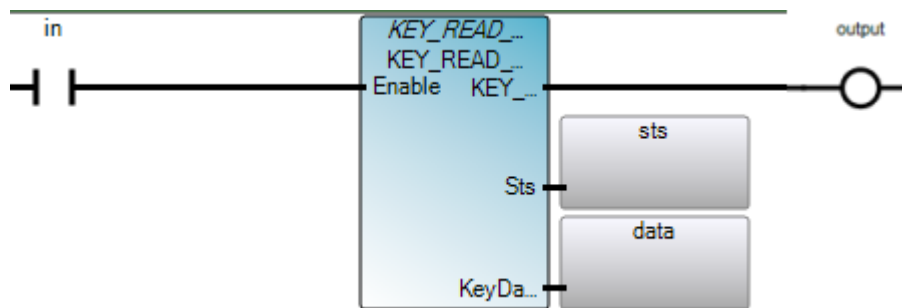 in
output
KEY_READ_...
KEY_READ_...
Enable KEY_...
sts
Sts
data
KeyDa...